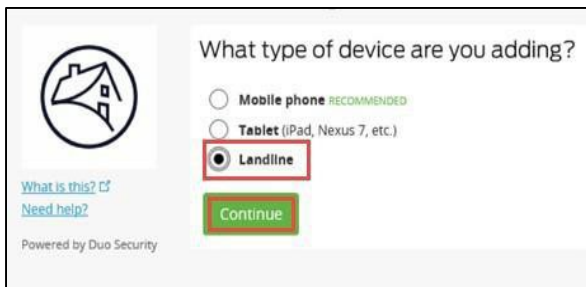 What type of device are you adding?
Mobile phone RECOMMENDED
Tablet (iPad, Nexus 7, etc.)
Landline
Continue
What is this?
Need help?
Powered by Duo Security